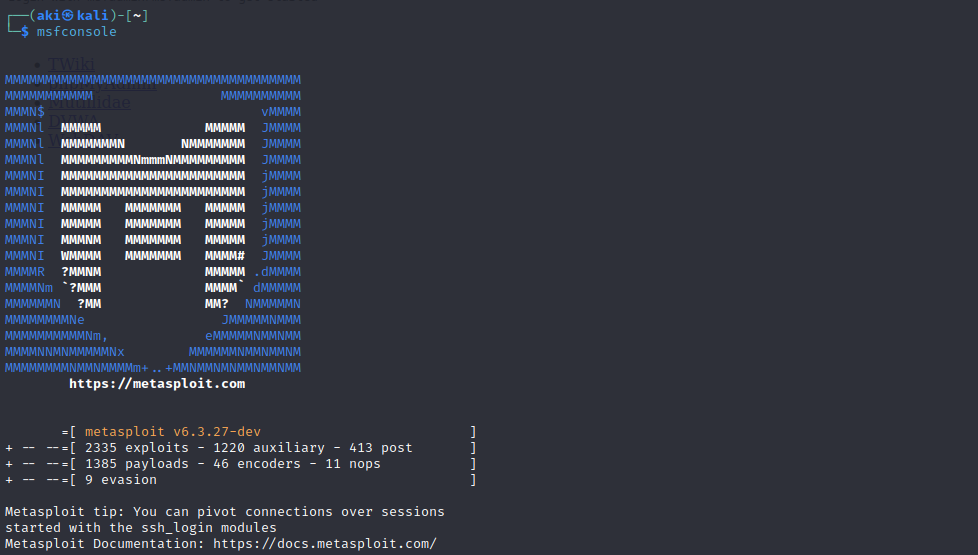 ┌──(aki㉿kali)-[~]
└─$ msfconsole
TWiki
MMMMMMMMMMMMMMMMMMMMMMMMMMMMMMMMMMMMM
MMMMMMMMMMM                MMMMMMMMMM
MMMN$                           vMMMM
MMMNl  MMMMM             MMMMM  JMMMM
MMMNl  MMMMMMMN       NMMMMMMM  JMMMM
MMMNl  MMMMMMMMMNmmmNMMMMMMMMM  JMMMM
MMMNI  MMMMMMMMMMMMMMMMMMMMMMM  jMMMM
MMMNI  MMMMMMMMMMMMMMMMMMMMMMM  jMMMM
MMMNI  MMMMM   MMMMMMM   MMMMM  jMMMM
MMMNI  MMMMM   MMMMMMM   MMMMM  jMMMM
MMMNI  MMMNM   MMMMMMM   MMMMM  jMMMM
MMMNI  WMMMM   MMMMMMM   MMMM#  JMMMM
MMMMR  ?MMNM             MMMMM .dMMMM
MMMMNm `?MMM             MMMM` dMMMMM
MMMMMMN  ?MM             MM?  NMMMMMN
MMMMMMMMNe                 JMMMMMNMMM
MMMMMMMMMMNm,            eMMMMMNMMNMM
MMMMNNMNMMMMMNx        MMMMMMNMMNMMNM
MMMMMMMMNMMNMMMMm+..+MMNMMNMNMMNMMNMM
https://metasploit.com
=[ metasploit v6.3.27-dev ]
+ -- --=[ 2335 exploits - 1220 auxiliary - 413 post ]
+ -- --=[ 1385 payloads - 46 encoders - 11 nops ]
+ -- --=[ 9 evasion ]
Metasploit tip: You can pivot connections over sessions
started with the ssh_login modules
Metasploit Documentation: https://docs.metasploit.com/